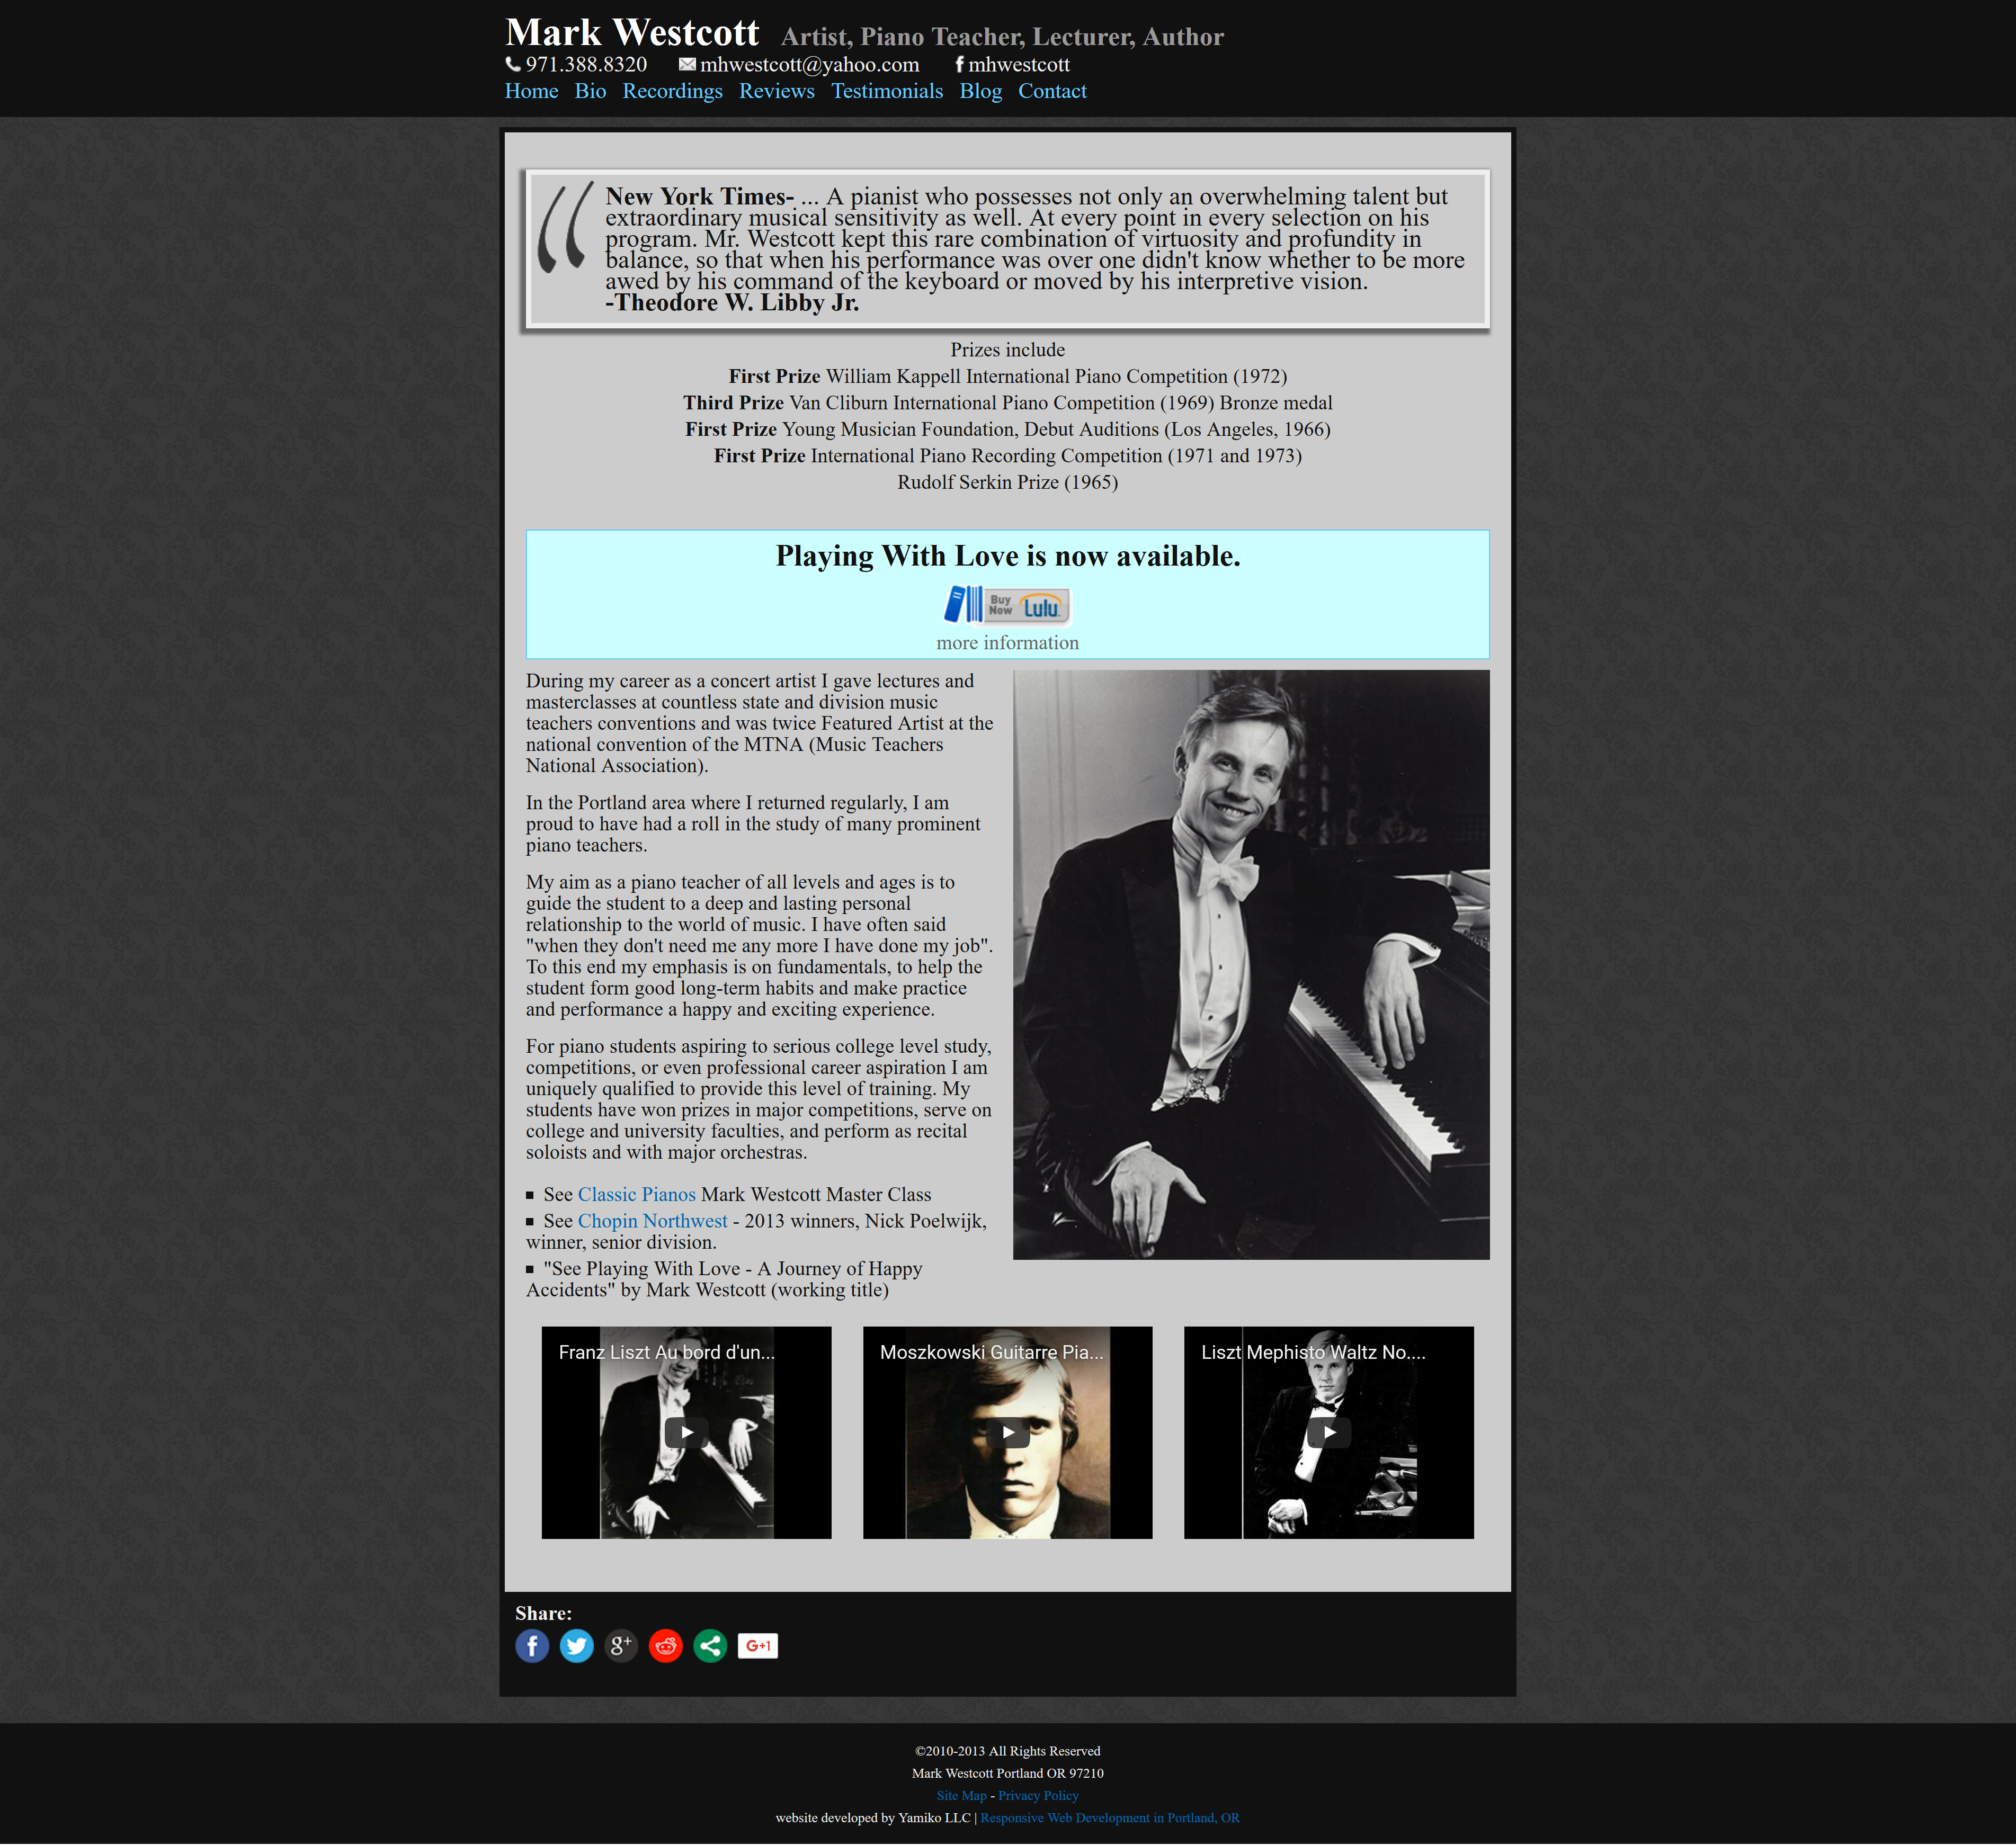 Mark Westcott Artist, Piano Teacher, Lecturer, Author
971.388.8320 mhwestcott@yahoo.com f mhwestcott
Home Bio Recordings Reviews Testimonials Blog Contact
“
New York Times- ... A pianist who possesses not only an overwhelming talent but
extraordinary musical sensitivity as well. At every point in every selection on his
program. Mr. Westcott kept this rare combination of virtuosity and profundity in
balance, so that when his performance was over one didn't know whether to be more
awed by his command of the keyboard or moved by his interpretive vision.
-Theodore W. Libby Jr.
Prizes include
First Prize William Kappell International Piano Competition (1972)
Third Prize Van Cliburn International Piano Competition (1969) Bronze medal
First Prize Young Musician Foundation, Debut Auditions (Los Angeles, 1966)
First Prize International Piano Recording Competition (1971 and 1973)
Rudolf Serkin Prize (1965)
Playing With Love is now available.
Buy Now Lulu
more information
During my career as a concert artist I gave lectures and
masterclasses at countless state and division music
teachers conventions and was twice Featured Artist at the
national convention of the MTNA (Music Teachers
National Association).
In the Portland area where I returned regularly, I am
proud to have had a roll in the study of many prominent
piano teachers.
My aim as a piano teacher of all levels and ages is to
guide the student to a deep and lasting personal
relationship to the world of music. I have often said
"when they don't need me any more I have done my job".
To this end my emphasis is on fundamentals, to help the
student form good long-term habits and make practice
and performance a happy and exciting experience.
For piano students aspiring to serious college level study,
competitions, or even professional career aspiration I am
uniquely qualified to provide this level of training. My
students have won prizes in major competitions, serve on
college and university faculties, and perform as recital
soloists and with major orchestras.
▪ See Classic Pianos Mark Westcott Master Class
▪ See Chopin Northwest - 2013 winners, Nick Poelwijk,
winner, senior division.
▪ "See Playing With Love - A Journey of Happy
Accidents" by Mark Westcott (working title)
Franz Liszt Au bord d'un...
Moszkowski Guitarre Pia...
Liszt Mephisto Waltz No....
Share:
f g+ G+1
©2010-2013 All Rights Reserved
Mark Westcott Portland OR 97210
Site Map - Privacy Policy
website developed by Yamiko LLC | Responsive Web Development in Portland, OR